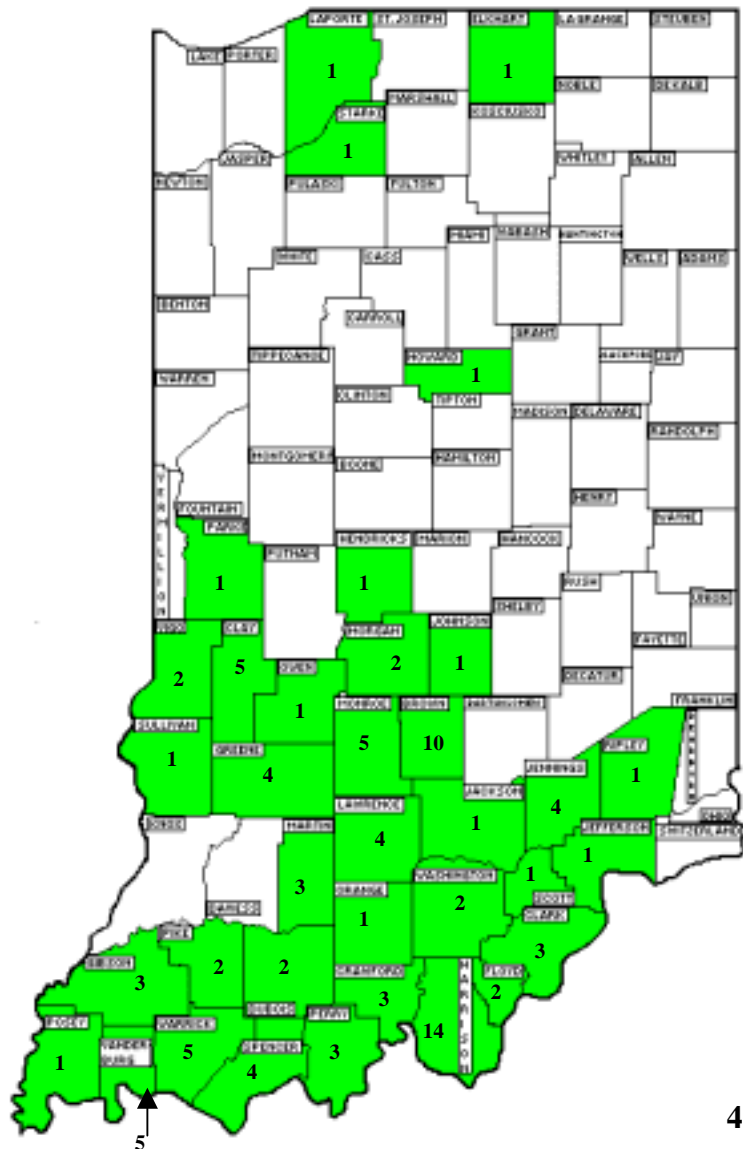 LAPORTE ST. JOSEPH ELKHART LAGRANGE STEUBEN
LAKE PORTER
1 1
NOBLE DEKALB
MARSHALL
STARKE KOSCIUSKO
1
JASPER WHITLEY ALLEN
NEWTON PULASKI FULTON
MIAMI WABASH HUNTINGTON
WHITE CASS WELLS ADAMS
BENTON
CARROLL
GRANT
TIPPECANOE HOWARD BLACKFORD JAY
WARREN 1
CLINTON
TIPTON
MADISON DELAWARE
RANDOLPH
MONTGOMERY BOONE HAMILTON
VERMILLION
HENRY
FOUNTAIN
WAYNE
PARKE
HENDRICKS MARION HANCOCK
PUTNAM
1 1
RUSH
UNION
SHELBY
VIGO CLAY MORGAN JOHNSON
FAYETTE
2 5 2 1
OWEN
DECATUR
1
MONROE BROWN BARTHOLOMEW FRANKLIN
SULLIVAN
DEARBORN
5 10
GREENE RIPLEY
1 4 1
JENNINGS
JACKSON
LAWRENCE 4
1
KNOX MARTIN JEFFERSON OHIO
SWITZERLAND
4
1
3
WASHINGTON 1
ORANGE
SCOTT
1 2
DAVIESS
CLARK
PIKE
3
GIBSON
2 2
CRAWFORD FLOYD
HARRISON
3 3 2
DUBOIS
POSEY WARRICK PERRY
14
VANDER-
BURG
SPENCER
1 5 3
4
5
4